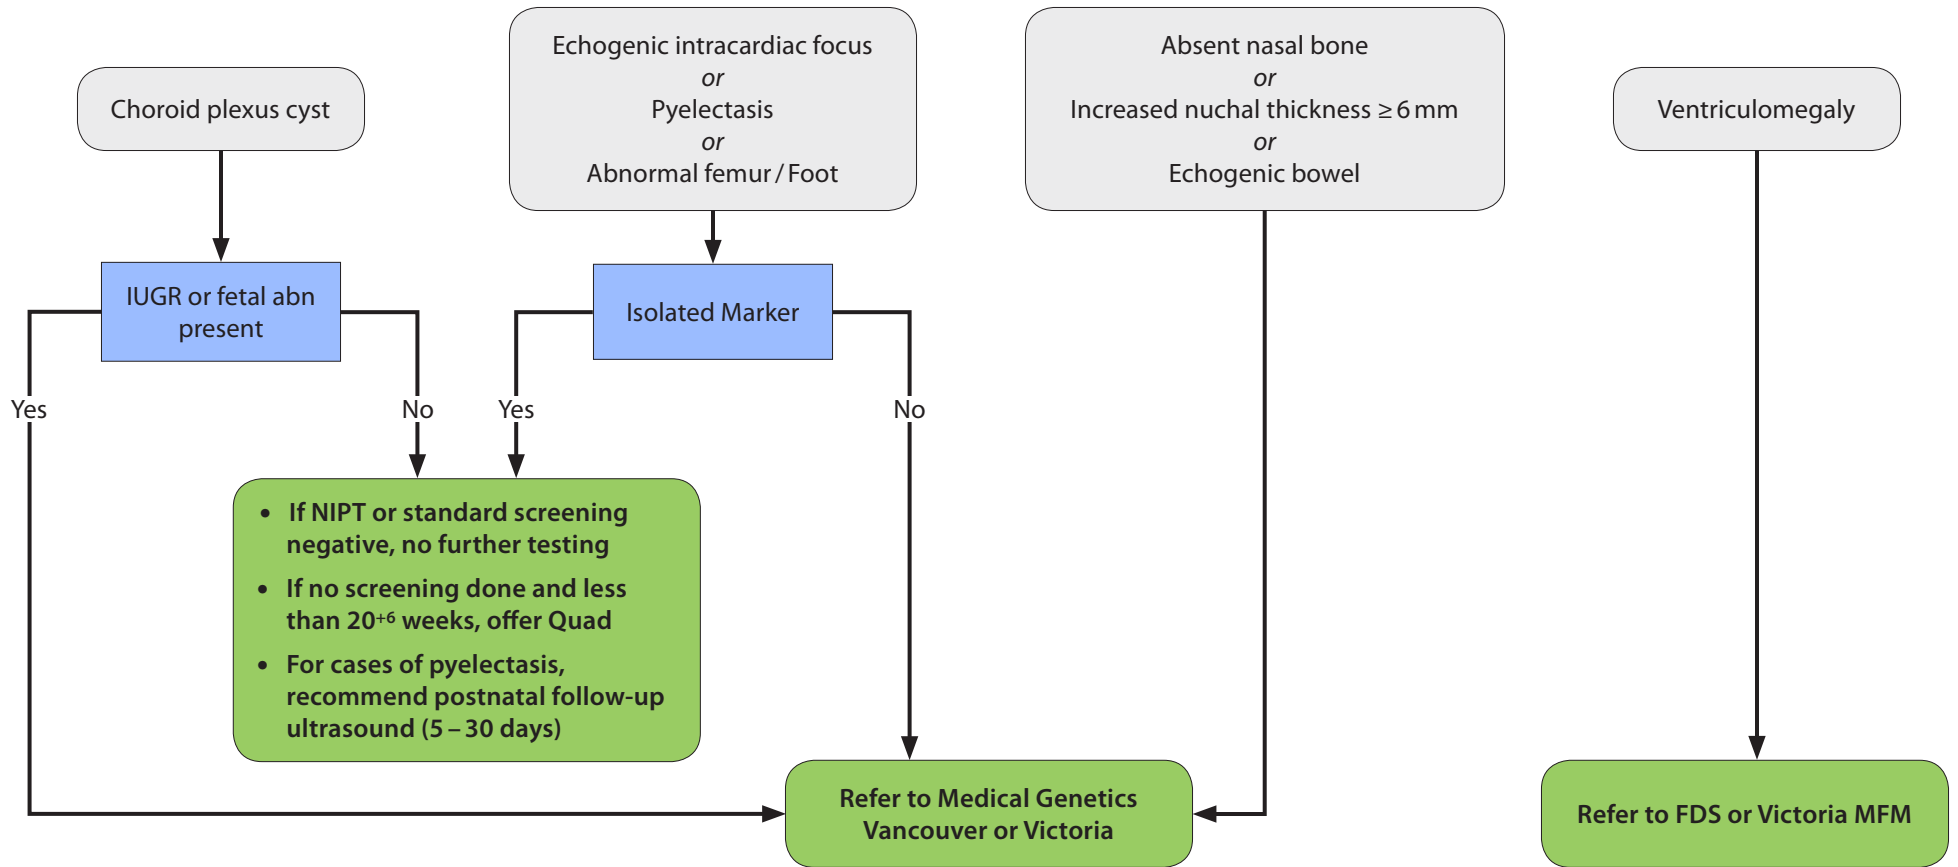 Choroid plexus cyst
Echogenic intracardiac focus
or
Pyelectasis
or
Abnormal femur / Foot
Absent nasal bone
or
Increased nuchal thickness ≥ 6 mm
or
Echogenic bowel
Ventriculomegaly
IUGR or fetal abn
present
Isolated Marker
Yes
No
Yes
No
• If NIPT or standard screening
negative, no further testing
• If no screening done and less
than 20+6 weeks, offer Quad
• For cases of pyelectasis,
recommend postnatal follow-up
ultrasound (5 – 30 days)
Refer to Medical Genetics
Vancouver or Victoria
Refer to FDS or Victoria MFM